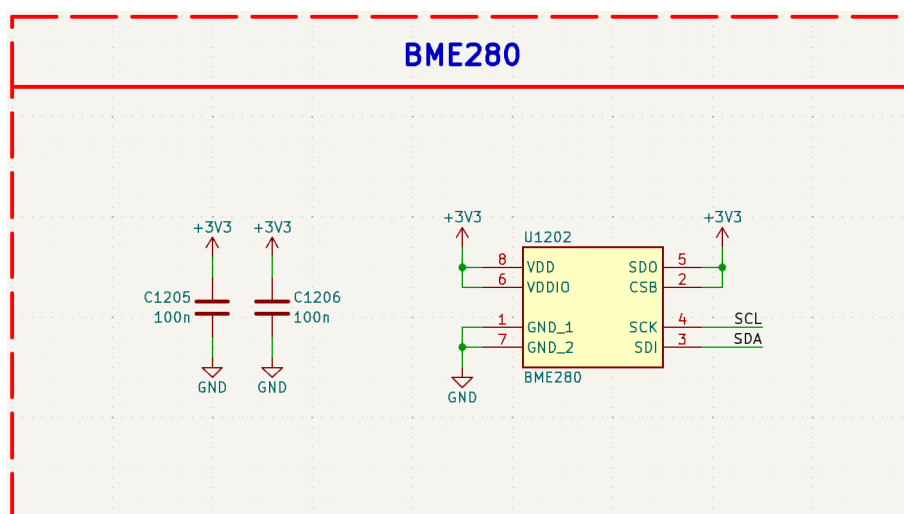 BME280
+3V3
+3V3
C1205
100n
GND
C1206
100n
GND
+3V3
+3V3
U1202
8 VDD
6 VDDIO
1 GND_1
7 GND_2
SDO 5
CSB 2
SCK 4 SCL
SDI 3 SDA
BME280
GND